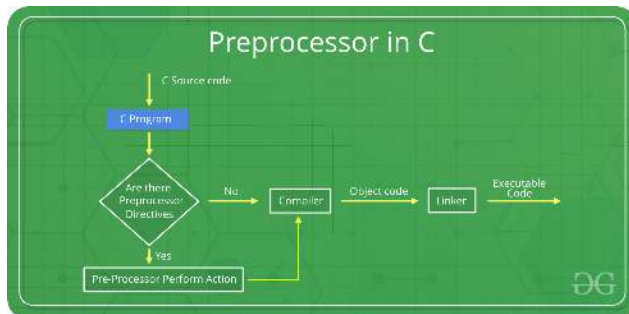 Preprocessor in C
C Source code
C Program
Are there
Preprocessor
Directives
No
Compiler
Object code
Linker
Executable
Code
Yes
Pre-Processor Perform Action